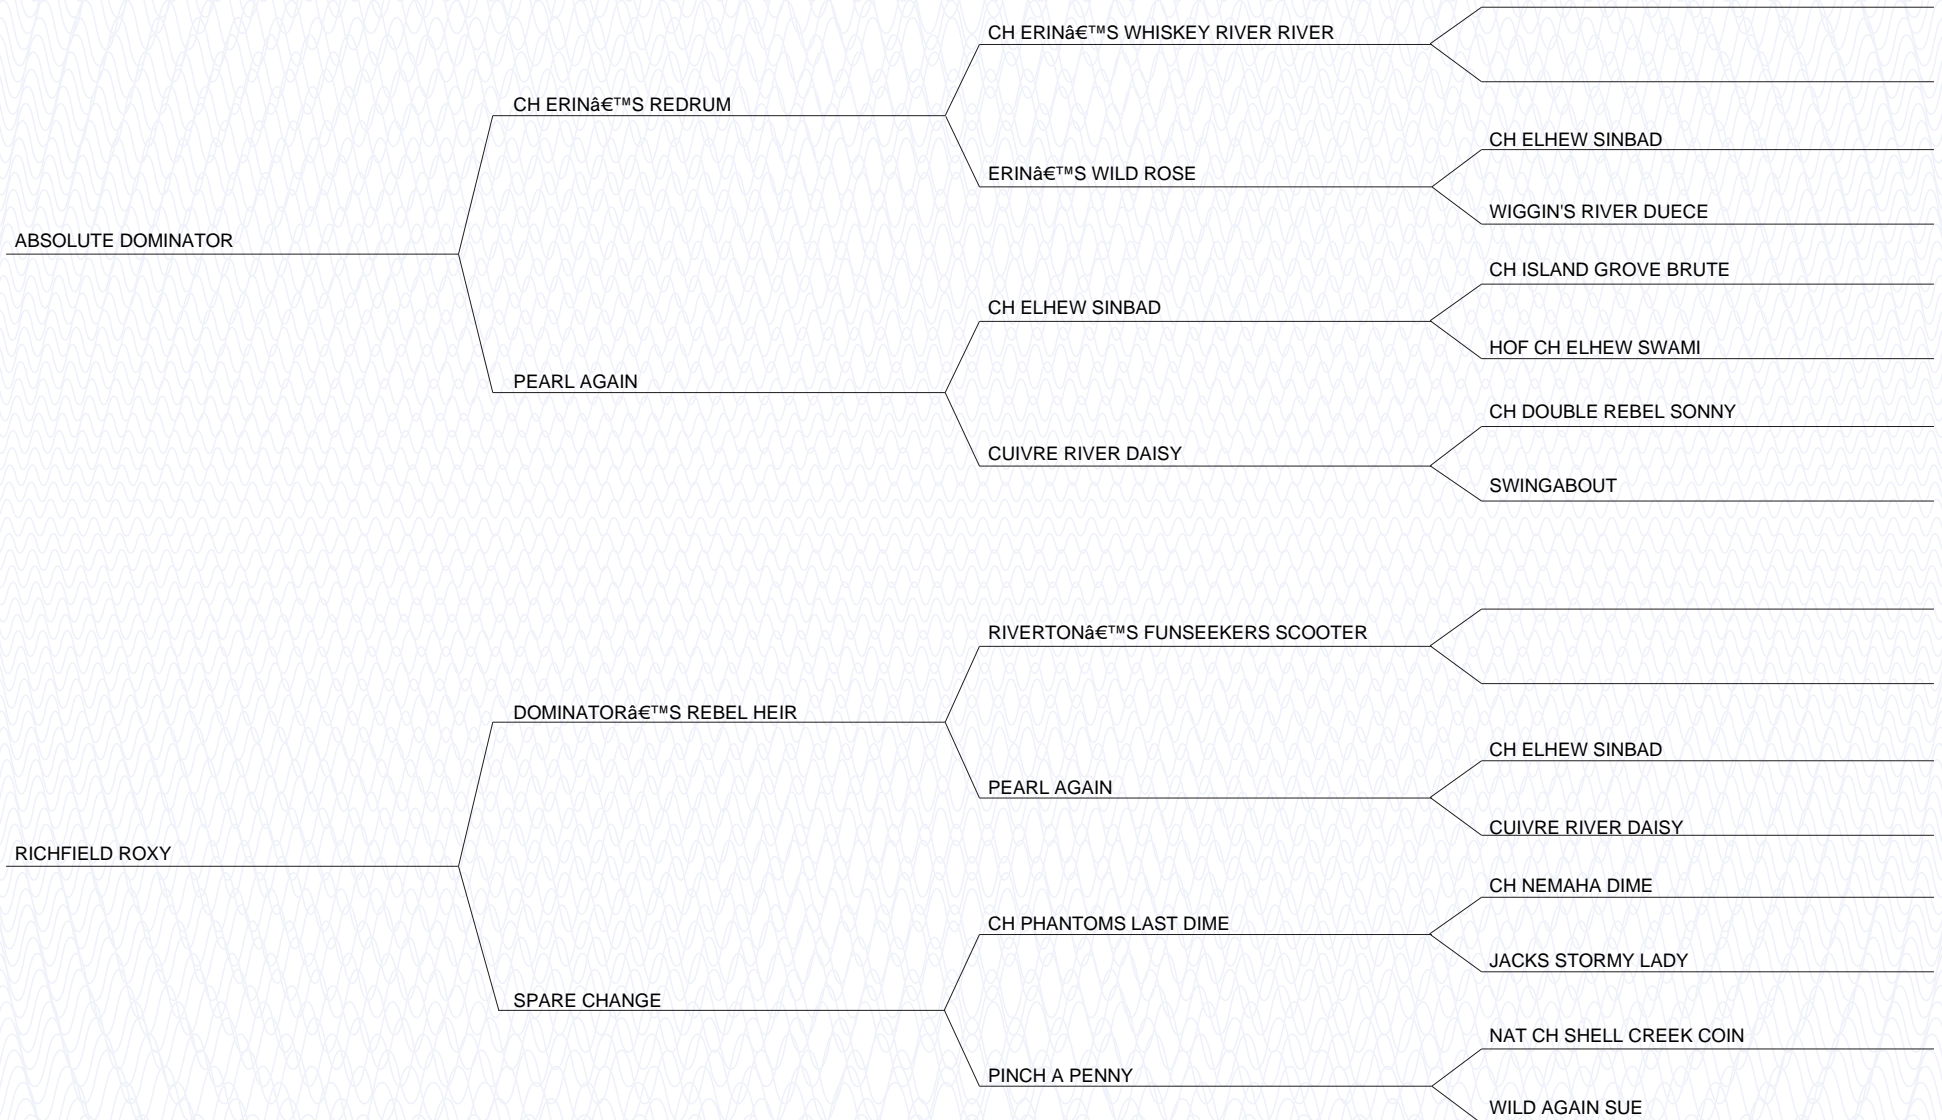 CH ERINâ€™S WHISKEY RIVER RIVER
CH ERINâ€™S REDRUM
CH ELHEW SINBAD
ERINâ€™S WILD ROSE
WIGGIN'S RIVER DUECE
ABSOLUTE DOMINATOR
CH ISLAND GROVE BRUTE
CH ELHEW SINBAD
HOF CH ELHEW SWAMI
PEARL AGAIN
CH DOUBLE REBEL SONNY
CUIVRE RIVER DAISY
SWINGABOUT
RIVERTONâ€™S FUNSEEKERS SCOOTER
DOMINATORâ€™S REBEL HEIR
CH ELHEW SINBAD
PEARL AGAIN
CUIVRE RIVER DAISY
RICHFIELD ROXY
CH NEMAHA DIME
CH PHANTOMS LAST DIME
JACKS STORMY LADY
SPARE CHANGE
NAT CH SHELL CREEK COIN
PINCH A PENNY
WILD AGAIN SUE